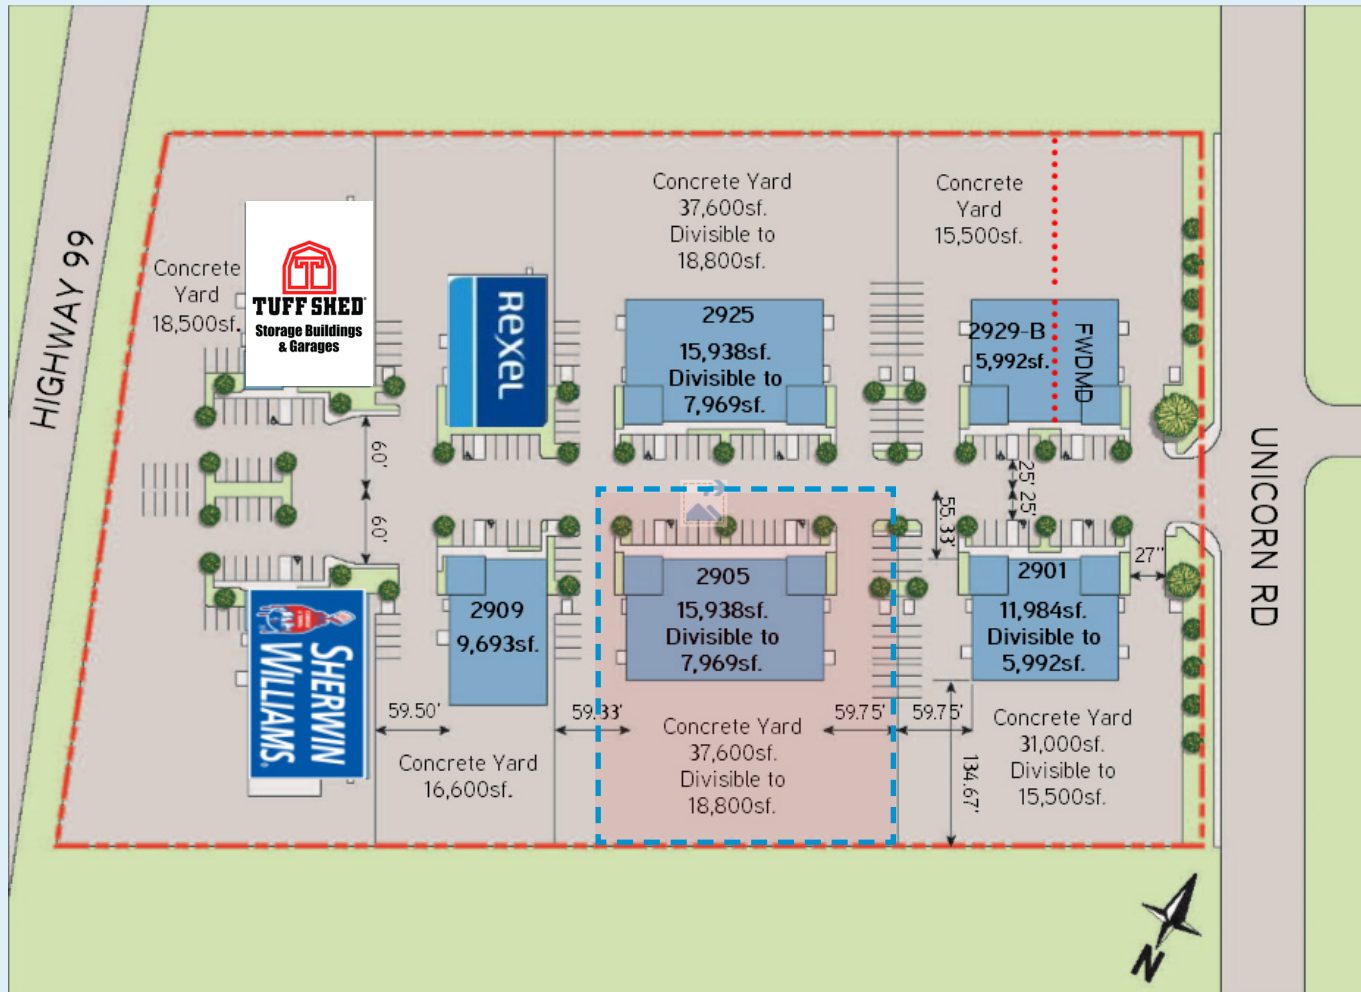 HIGHWAY 99
Concrete
Yard
18,500sf.
TUFF SHED
Storage Buildings
& Garages
REXEL
Concrete Yard
37,600sf.
Divisible to
18,800sf.
2925
15,938sf.
Divisible to
7,969sf.
Concrete
Yard
15,500sf.
2929-B
5,992sf.
FWDMD
60'
60'
25'
25'
55.33'
27"
UNICORN RD
SHERWIN
WILLIAMS.
59.50'
2909
9,693sf.
Concrete Yard
16,600sf.
59.33'
2905
15,938sf.
Divisible to
7,969sf.
Concrete Yard
37,600sf.
Divisible to
18,800sf.
59.75'
59.75'
2901
11,984sf.
Divisible to
5,992sf.
134.67'
Concrete Yard
31,000sf.
Divisible to
15,500sf.
N